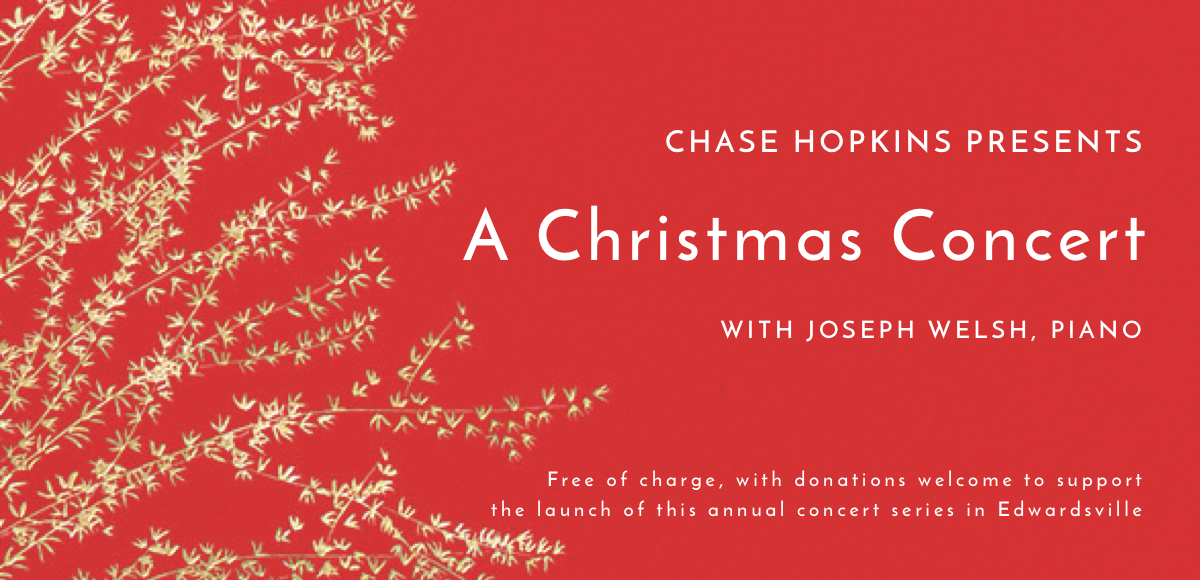 CHASE HOPKINS PRESENTS
A Christmas Concert
WITH JOSEPH WELSH, PIANO
Free of charge, with donations welcome to support
the launch of this annual concert series in Edwardsville